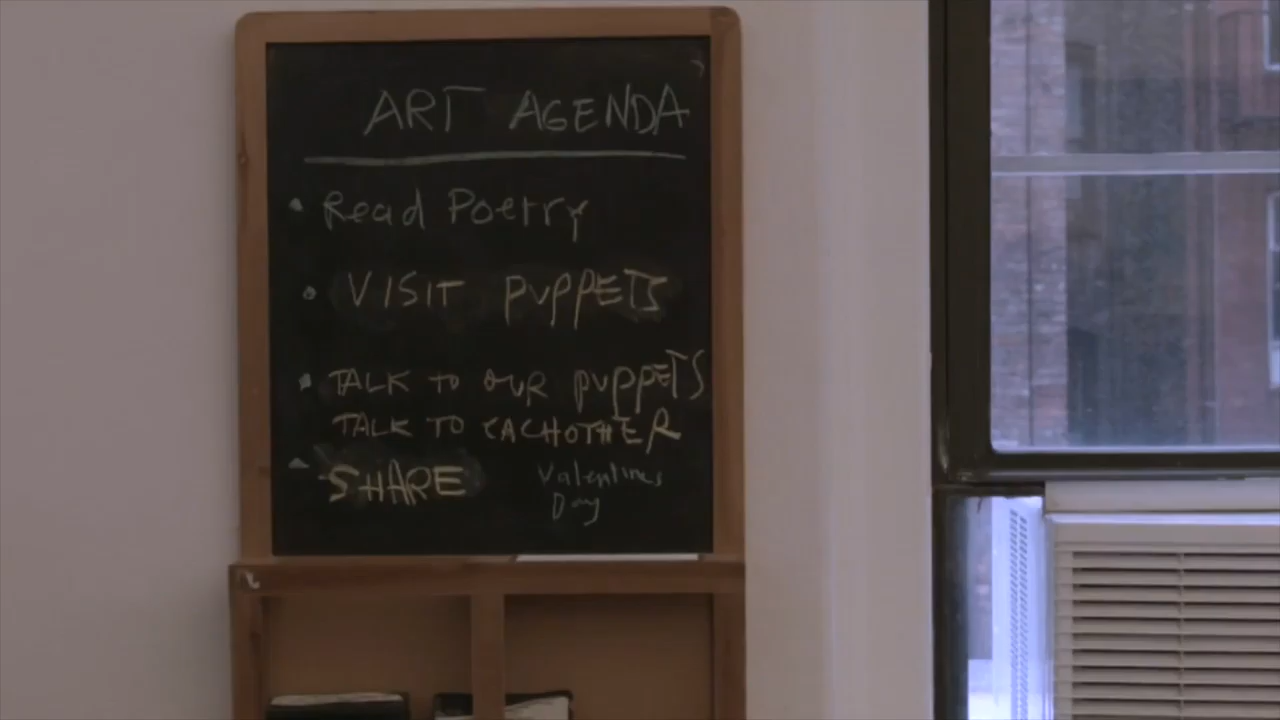 ART AGENDA
• Read Poetry
• VISIT PUPPETS
• TALK TO OUR PUPPETS
TALK TO EACHOTHER
• SHARE
Valentines
Day